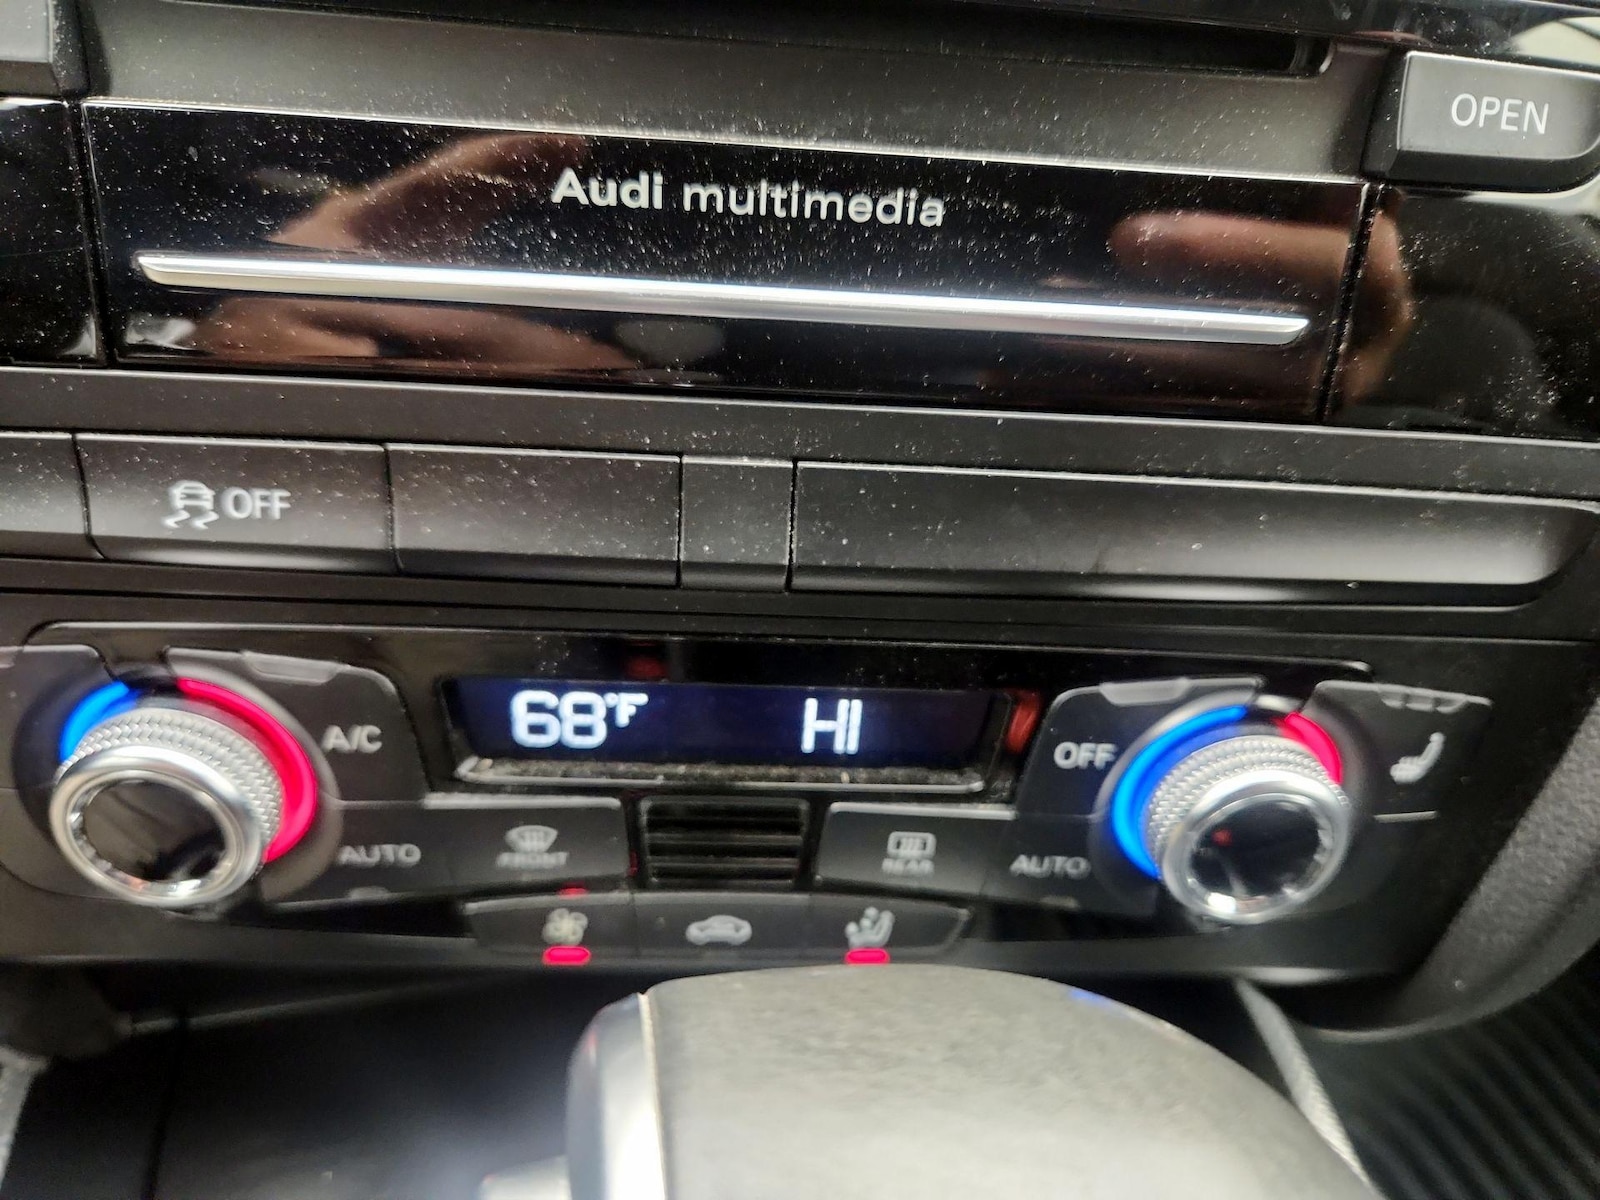 OPEN
Audi multimedia
OFF
68°F HI
A/C
OFF
AUTO
FRONT
REAR
AUTO